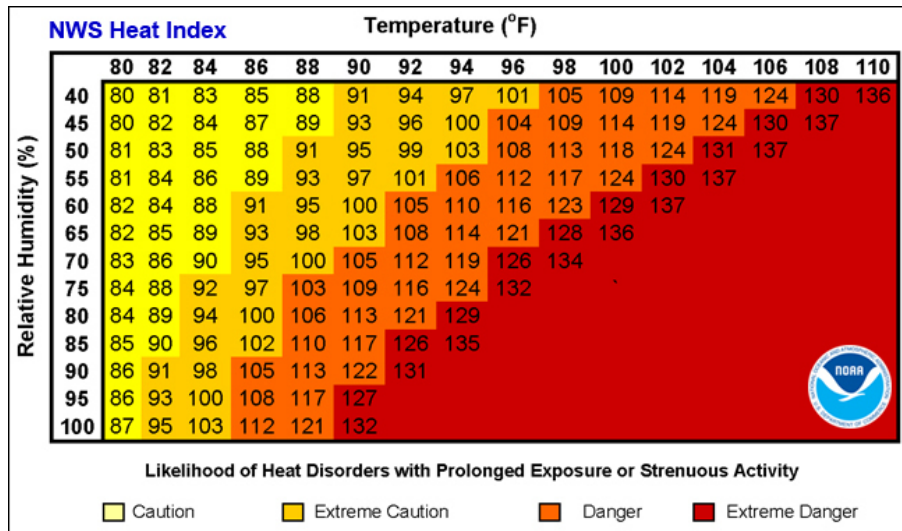 NWS Heat Index Temperature (°F)
80 82 84 86 88 90 92 94 96 98 100 102 104 106 108 110
Relative Humidity (%)
40 80 81 83 85 88 91 94 97 101 105 109 114 119 124 130 136
45 80 82 84 87 89 93 96 100 104 109 114 119 124 130 137
50 81 83 85 88 91 95 99 103 108 113 118 124 131 137
55 81 84 86 89 93 97 101 106 112 117 124 130 137
60 82 84 88 91 95 100 105 110 116 123 129 137
65 82 85 89 93 98 103 108 114 121 128 136
70 83 86 90 95 100 105 112 119 126 134
75 84 88 92 97 103 109 116 124 132
80 84 89 94 100 106 113 121 129
85 85 90 96 102 110 117 126 135
90 86 91 98 105 113 122 131
95 86 93 100 108 117 127
100 87 95 103 112 121 132
NOAA
Likelihood of Heat Disorders with Prolonged Exposure or Strenuous Activity
Caution Extreme Caution Danger Extreme Danger